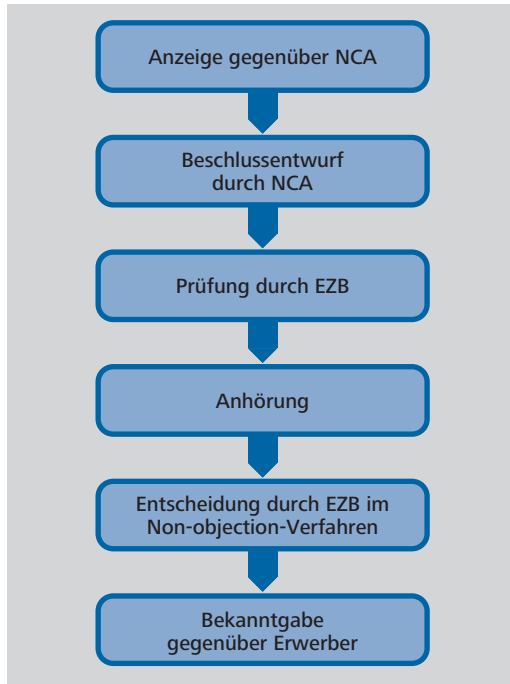 Anzeige gegenüber NCA
Beschlussentwurf
durch NCA
Prüfung durch EZB
Anhörung
Entscheidung durch EZB im
Non-objection-Verfahren
Bekanntgabe
gegenüber Erwerber